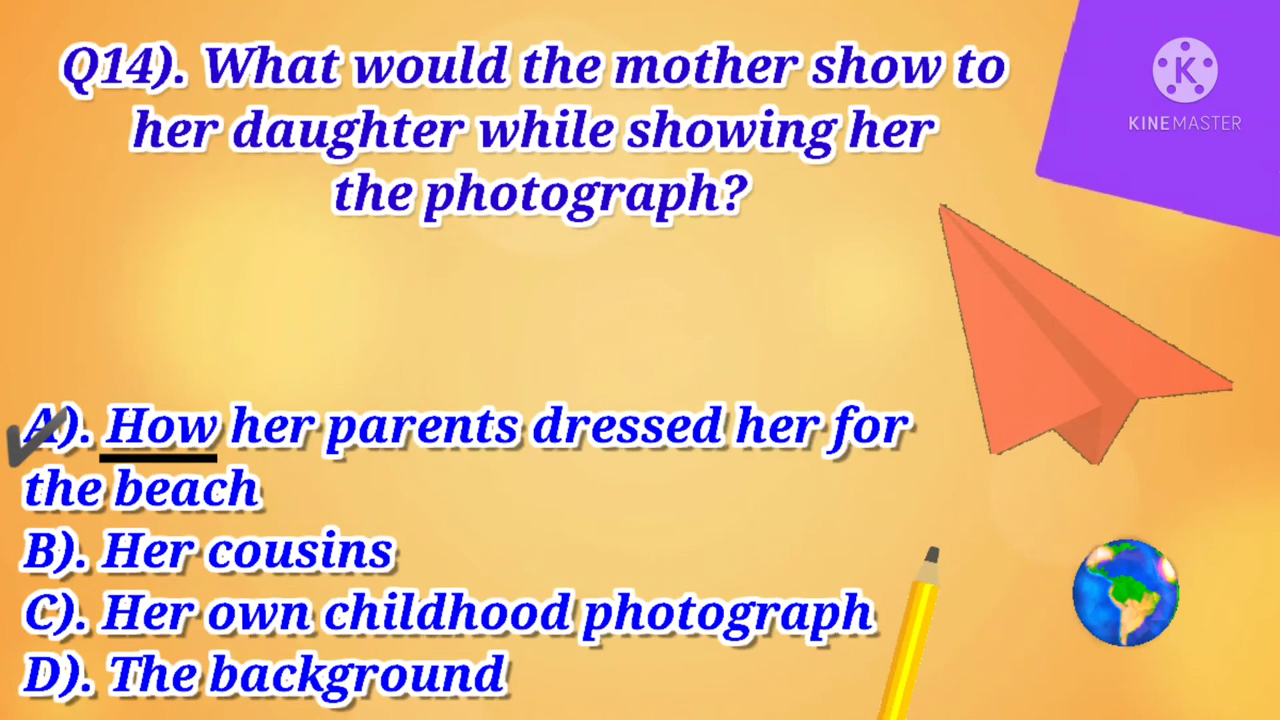 Q14). What would the mother show to
her daughter while showing her
the photograph?
K
KINEMASTER
A). How her parents dressed her for
the beach
B). Her cousins
C). Her own childhood photograph
D). The background